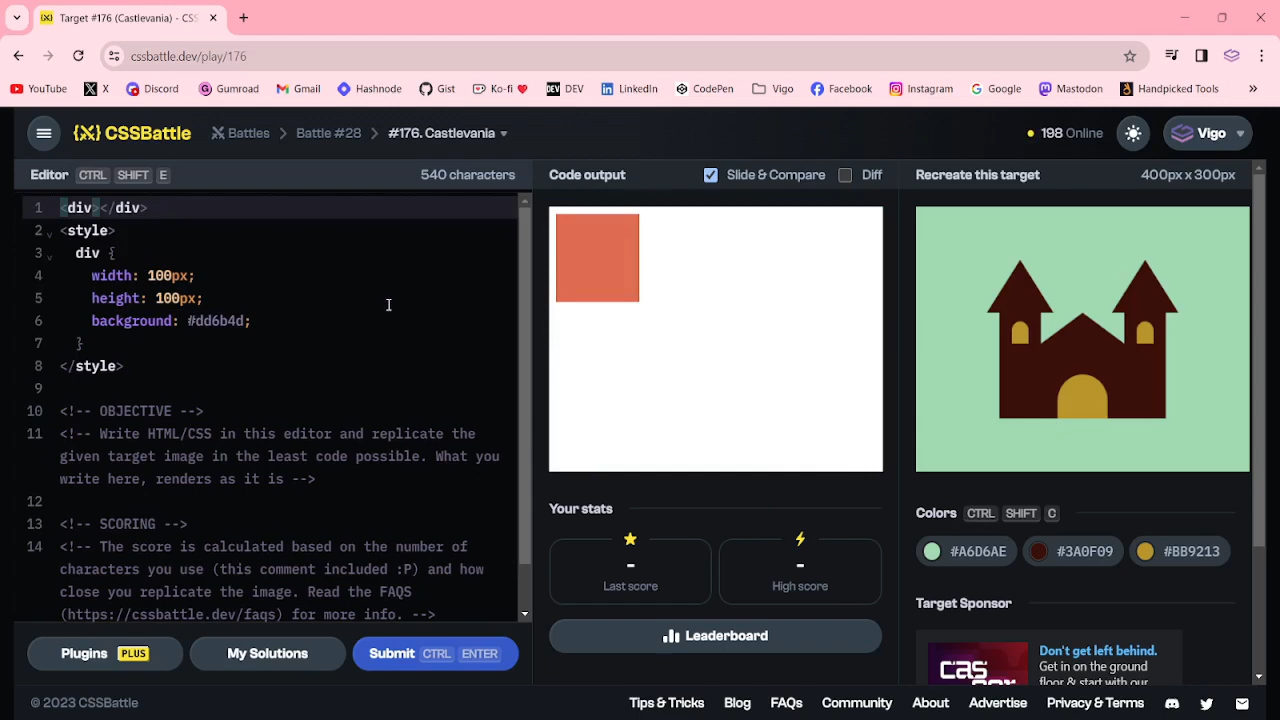 Target #176 (Castlevania) - CSS
cssbattle.dev/play/176
YouTube X Discord Gumroad Gmail Hashnode Gist Ko-fi ❤ DEV LinkedIn CodePen Vigo Facebook Instagram Google Mastodon Handpicked Tools »
{X} CSSBattle Battles > Battle #28 > #176. Castlevania 198 Online Vigo
Editor CTRL SHIFT E 540 characters
Code output Slide & Compare Diff
Recreate this target 400px x 300px
1 <div></div>
2 <style>
3 div {
4 width: 100px;
5 height: 100px;
6 background: #dd6b4d;
7 }
8 </style>
9
10 <!-- OBJECTIVE -->
11 <!-- Write HTML/CSS in this editor and replicate the
given target image in the least code possible. What you
write here, renders as it is -->
12
13 <!-- SCORING -->
14 <!-- The score is calculated based on the number of
characters you use (this comment included :P) and how
close you replicate the image. Read the FAQS
(https://cssbattle.dev/faqs) for more info. -->
Plugins PLUS My Solutions Submit CTRL ENTER
Your stats
- -
Last score High score
Leaderboard
Colors CTRL SHIFT C
#A6D6AE #3A0F09 #BB9213
Target Sponsor
Don't get left behind.
Get in on the ground
floor & start with our
© 2023 CSSBattle Tips & Tricks Blog FAQs Community About Advertise Privacy & Terms